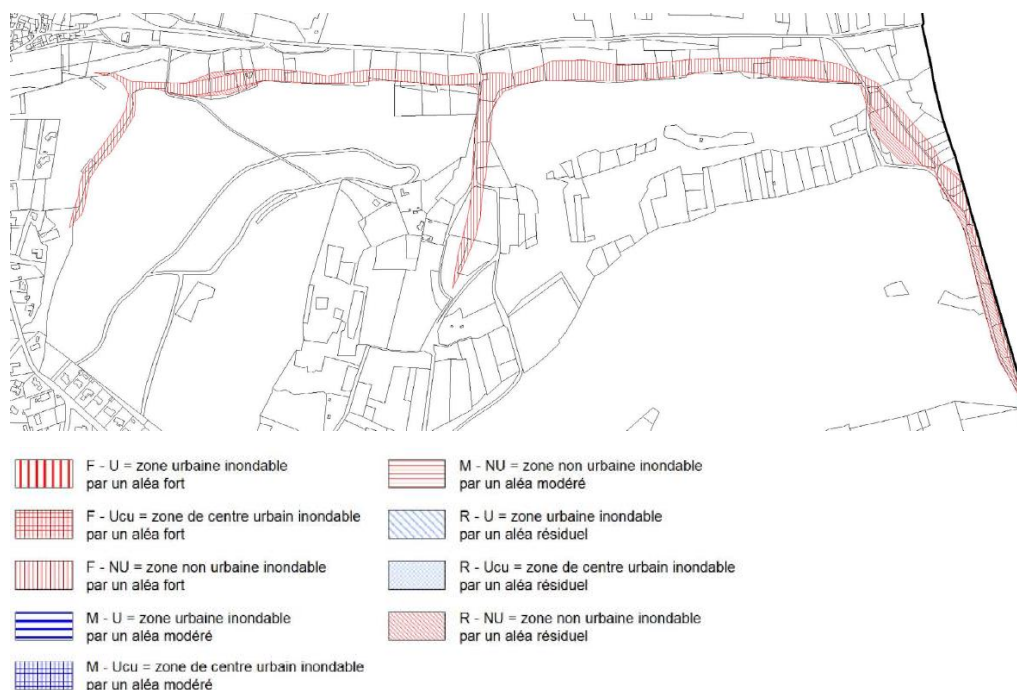 F - U = zone urbaine inondable
par un aléa fort
F - Ucu = zone de centre urbain inondable
par un aléa fort
F - NU = zone non urbaine inondable
par un aléa fort
M - U = zone urbaine inondable
par un aléa modéré
M - Ucu = zone de centre urbain inondable
par un aléa modéré
M - NU = zone non urbaine inondable
par un aléa modéré
R - U = zone urbaine inondable
par un aléa résiduel
R - Ucu = zone de centre urbain inondable
par un aléa résiduel
R - NU = zone non urbaine inondable
par un aléa résiduel